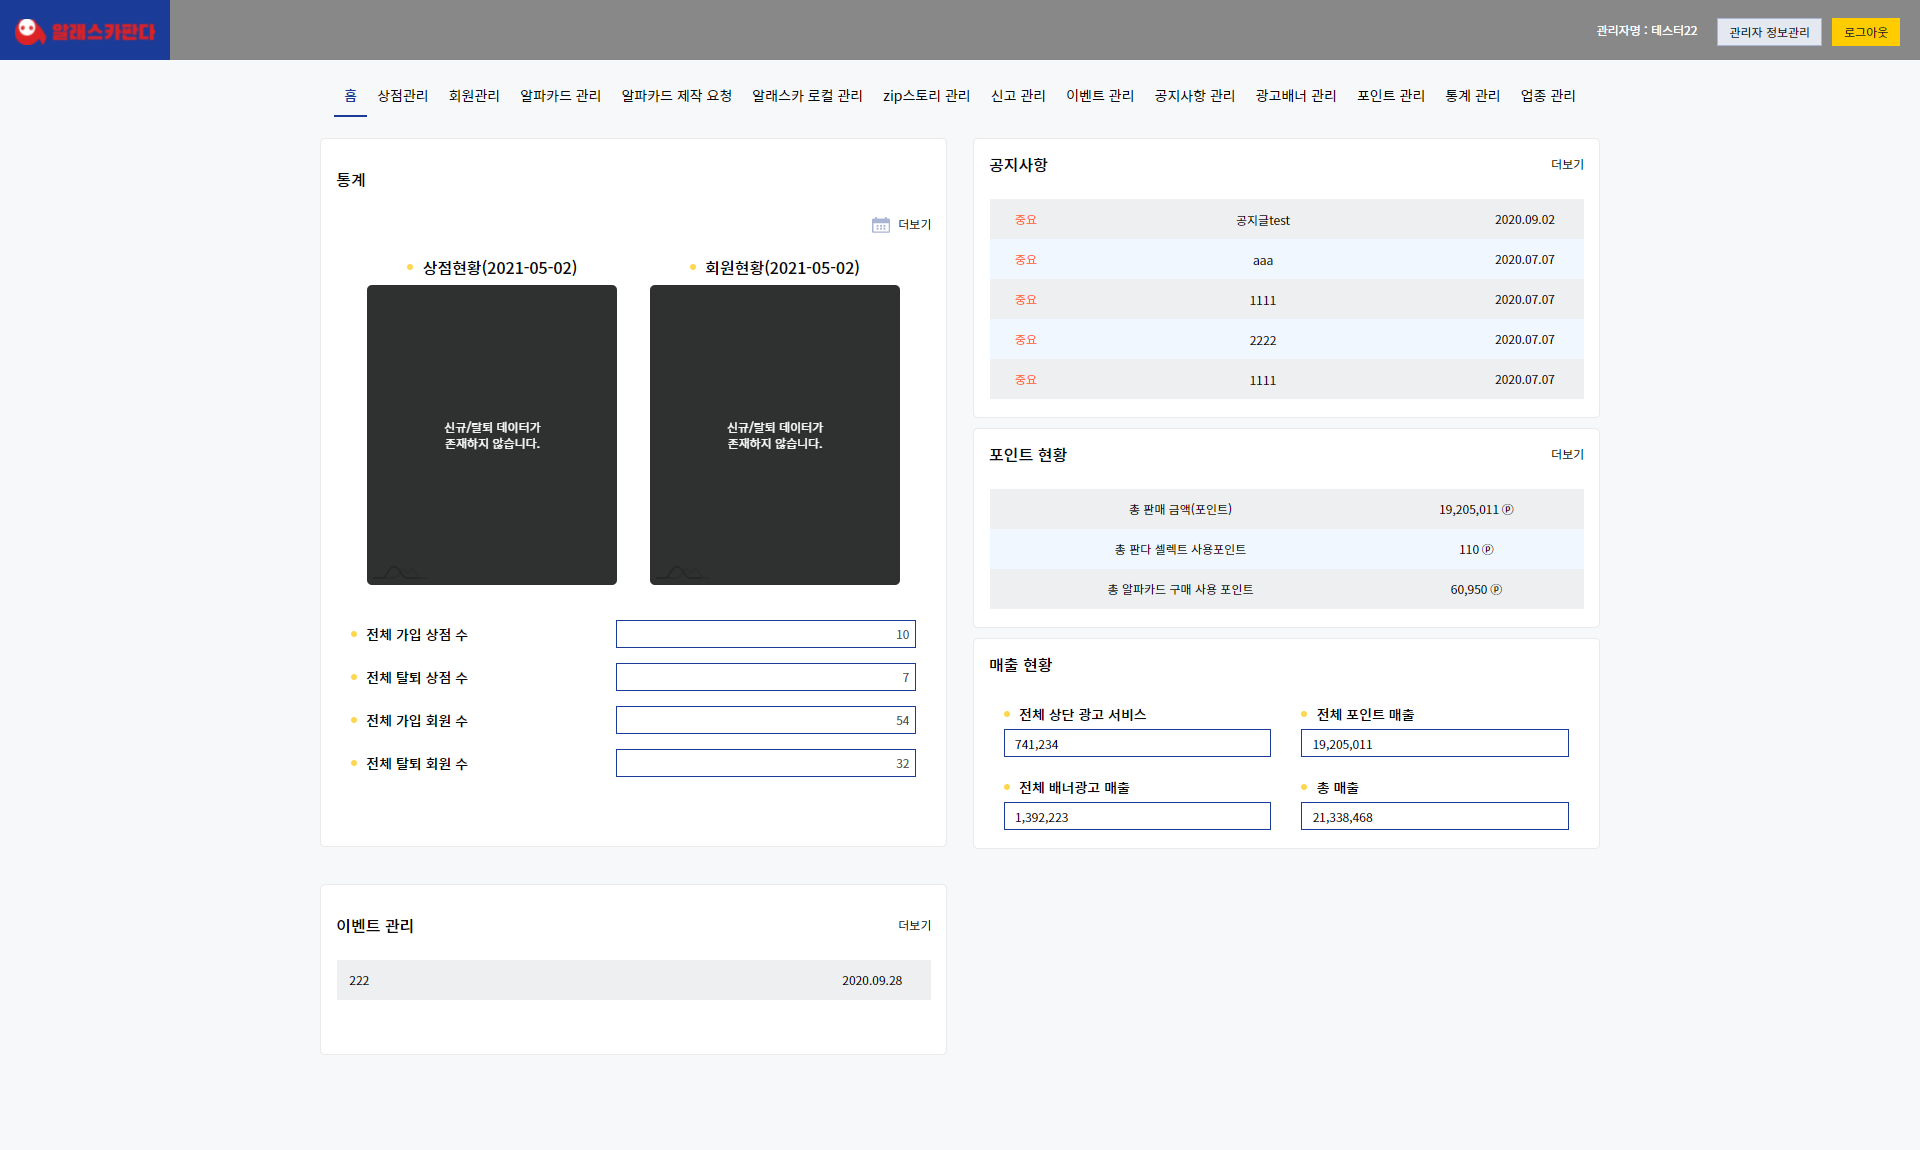 알래스카판다
관리자명 : 테스터22
관리자 정보관리
로그아웃
홈 상점관리 회원관리 알파카드 관리 알파카드 제작 요청 알래스카 로컬 관리 zip스토리 관리 신고 관리 이벤트 관리 공지사항 관리 광고배너 관리 포인트 관리 통계 관리 업종 관리
통계
더보기
상점현황(2021-05-02)
신규/탈퇴 데이터가
존재하지 않습니다.
회원현황(2021-05-02)
신규/탈퇴 데이터가
존재하지 않습니다.
전체 가입 상점 수 10
전체 탈퇴 상점 수 7
전체 가입 회원 수 54
전체 탈퇴 회원 수 32
공지사항 더보기
중요 공지글test 2020.09.02
중요 aaa 2020.07.07
중요 1111 2020.07.07
중요 2222 2020.07.07
중요 1111 2020.07.07
포인트 현황 더보기
총 판매 금액(포인트) 19,205,011 ⓟ
총 판다 셀렉트 사용포인트 110 ⓟ
총 알파카드 구매 사용 포인트 60,950 ⓟ
매출 현황
전체 상단 광고 서비스
741,234
전체 포인트 매출
19,205,011
전체 배너광고 매출
1,392,223
총 매출
21,338,468
이벤트 관리 더보기
222 2020.09.28